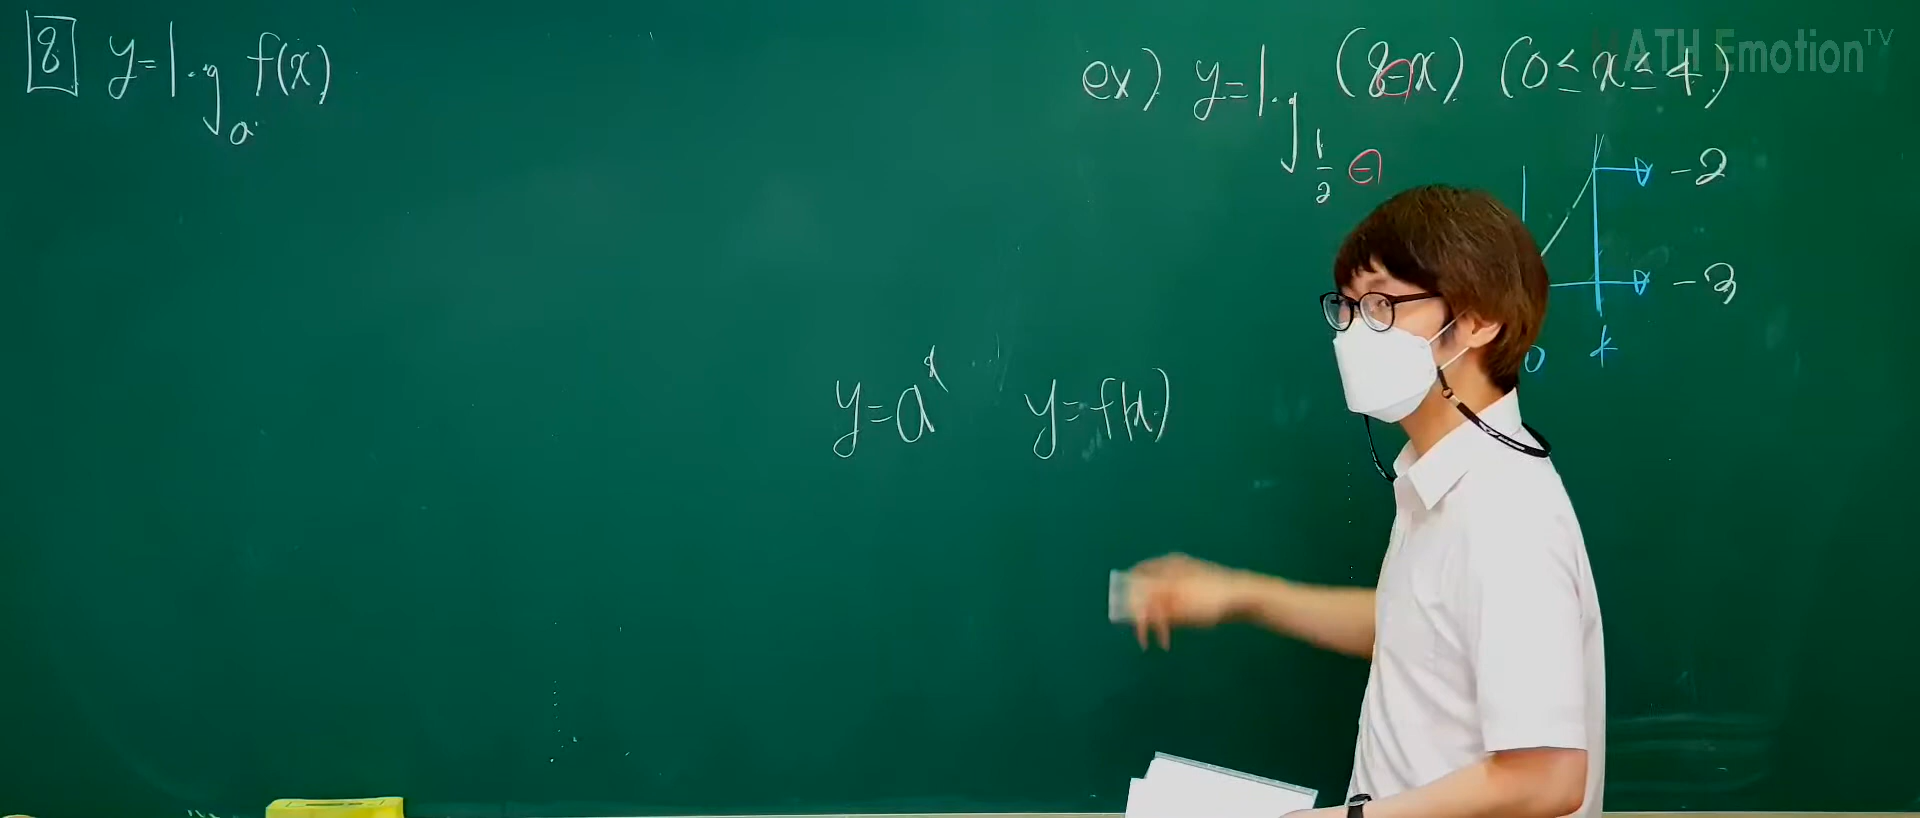 8 y=log_a f(x)
ex) y=log_{1/2} (8-x) (0≤x≤4)
⊖
-2
-3
0 4
y=a^x y=f(x)
MATH Emotion TV